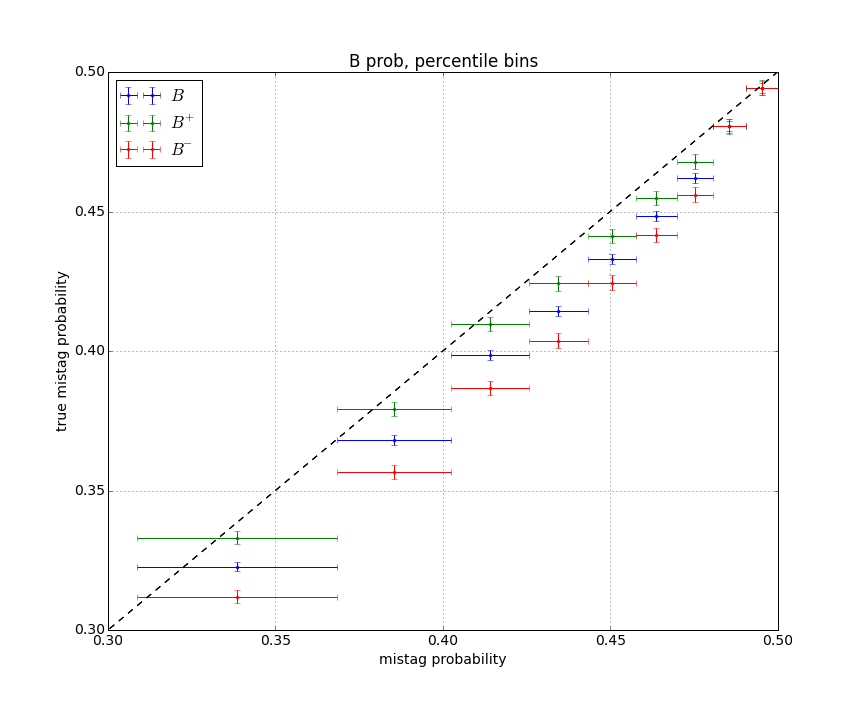 B prob, percentile bins
B
B⁺
B⁻
true mistag probability
0.50
0.45
0.40
0.35
0.30
0.30 0.35 0.40 0.45 0.50
mistag probability